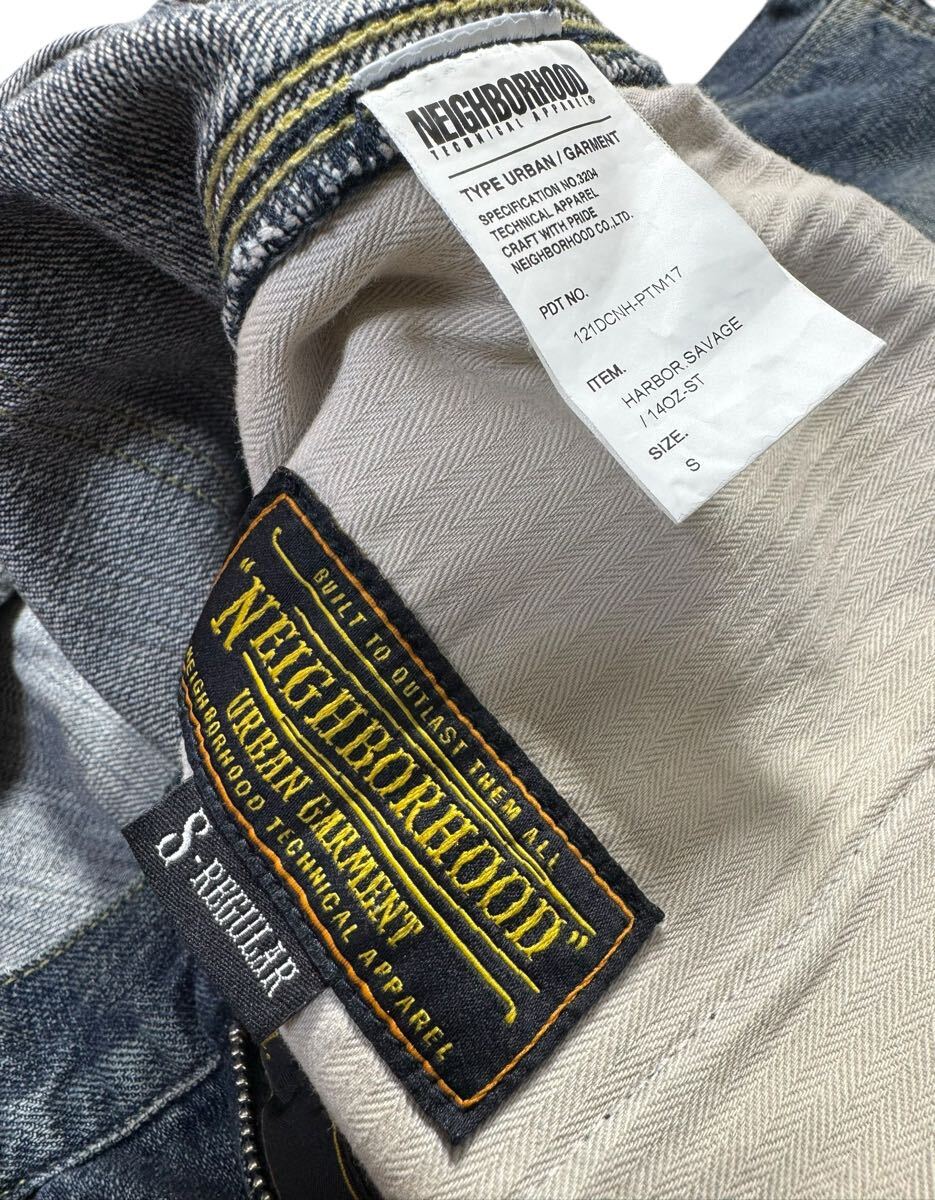 NEIGHBORHOOD
TECHNICAL APPAREL®
TYPE URBAN / GARMENT
SPECIFICATION NO.3204
TECHNICAL APPAREL
CRAFT WITH PRIDE
NEIGHBORHOOD CO.,LTD.
PDT NO.
121DCNH-PTM17
ITEM.
HARBOR.SAVAGE
/ 14OZ-ST
SIZE.
S
BUILT TO OUTLAST THEM ALL
"NEIGHBORHOOD"
URBAN GARMENT
NEIGHBORHOOD TECHNICAL APPAREL
S-REGULAR